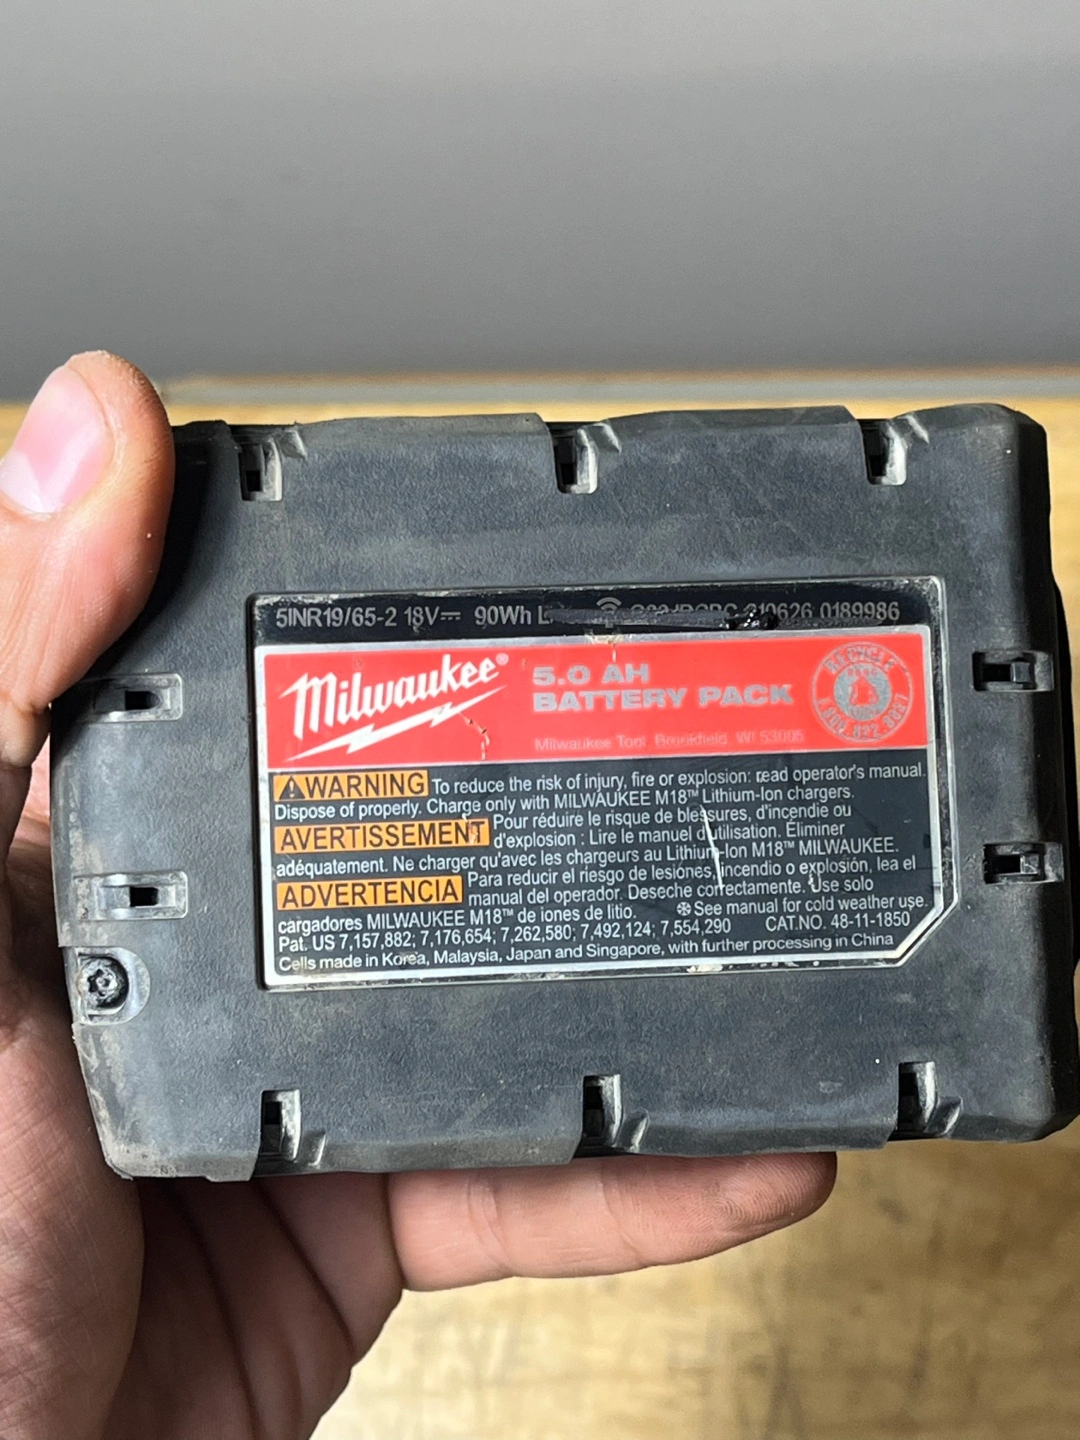 5INR19/65-2 18V⎓ 90Wh 210626 0189986
Milwaukee®
5.0 AH
BATTERY PACK
Milwaukee Tool, Brookfield, WI 53005
RECYCLE
1.800.822.8837
⚠WARNING To reduce the risk of injury, fire or explosion: read operator's manual.
Dispose of properly. Charge only with MILWAUKEE M18™ Lithium-Ion chargers.
AVERTISSEMENT Pour réduire le risque de blessures, d'incendie ou
d'explosion : Lire le manuel d'utilisation. Éliminer
adéquatement. Ne charger qu'avec les chargeurs au Lithium-Ion M18™ MILWAUKEE.
ADVERTENCIA Para reducir el riesgo de lesiones, incendio o explosión, lea el
manual del operador. Deseche correctamente. Use solo
cargadores MILWAUKEE M18™ de iones de litio. ❄See manual for cold weather use.
Pat. US 7,157,882; 7,176,654; 7,262,580; 7,492,124; 7,554,290 CAT.NO. 48-11-1850
Cells made in Korea, Malaysia, Japan and Singapore, with further processing in China